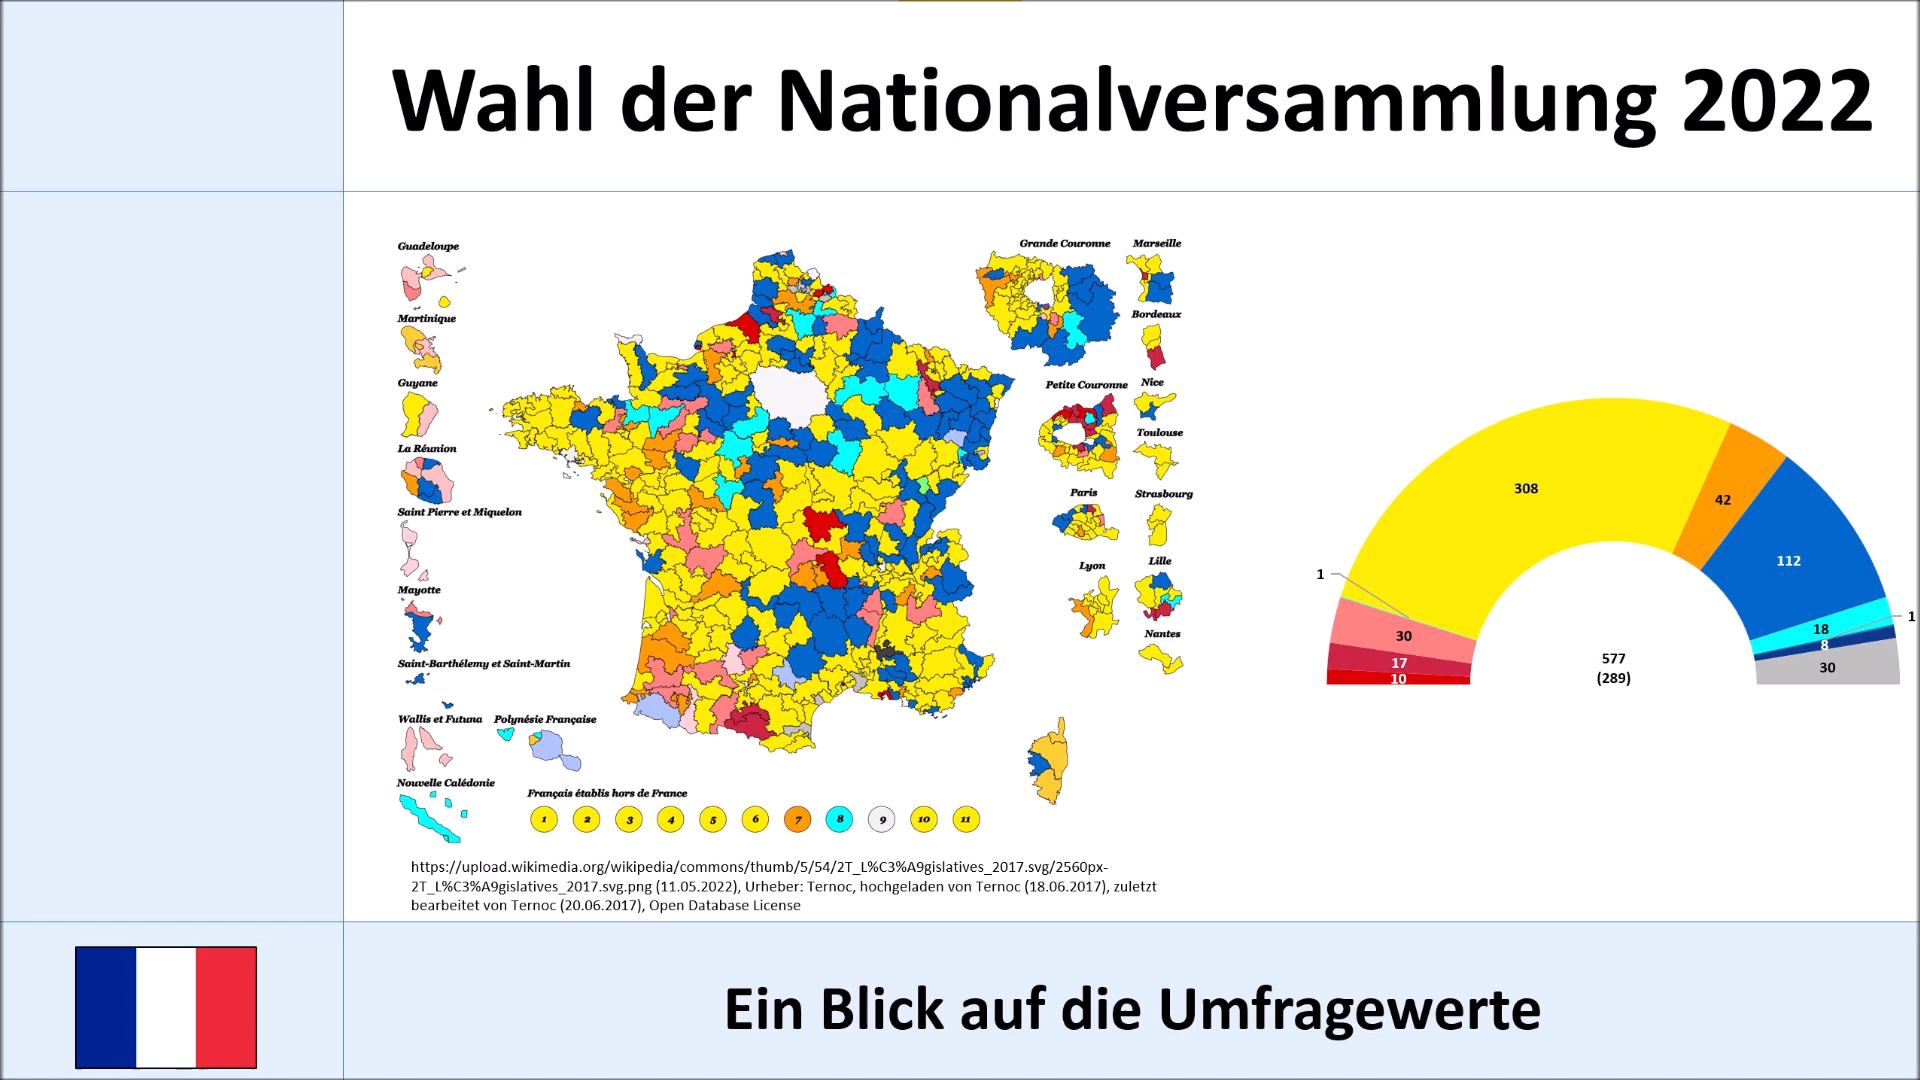 Wahl der Nationalversammlung 2022
Guadeloupe
Martinique
Guyane
La Réunion
Saint Pierre et Miquelon
Mayotte
Saint-Barthélemy et Saint-Martin
Wallis et Futuna
Polynésie Française
Nouvelle Calédonie
Français établis hors de France
1 2 3 4 5 6 7 8 9 10 11
Grande Couronne
Marseille
Bordeaux
Petite Couronne
Nice
Toulouse
Paris
Strasbourg
Lyon
Lille
Nantes
308
42
112
1
1
30
18
17
8
10
30
577
(289)
https://upload.wikimedia.org/wikipedia/commons/thumb/5/54/2T_L%C3%A9gislatives_2017.svg/2560px-
2T_L%C3%A9gislatives_2017.svg.png (11.05.2022), Urheber: Ternoc, hochgeladen von Ternoc (18.06.2017), zuletzt
bearbeitet von Ternoc (20.06.2017), Open Database License
Ein Blick auf die Umfragewerte